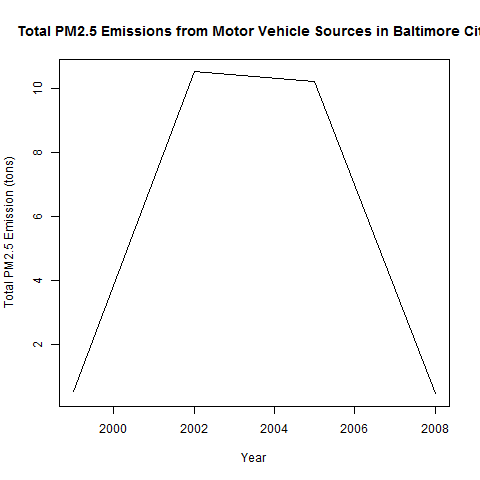 Total PM2.5 Emissions from Motor Vehicle Sources in Baltimore Cit
Total PM2.5 Emission (tons)
10
8
6
4
2
2000 2002 2004 2006 2008
Year